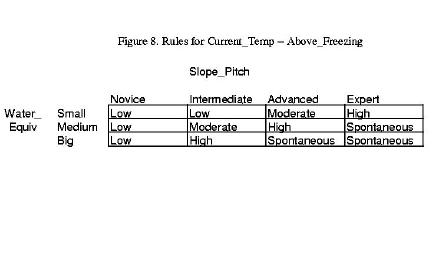 Figure 8. Rules for Current_Temp – Above_Freezing
Slope_Pitch
Novice Intermediate Advanced Expert
Water_ Small Low Low Moderate High
Equiv Medium Low Moderate High Spontaneous
Big Low High Spontaneous Spontaneous